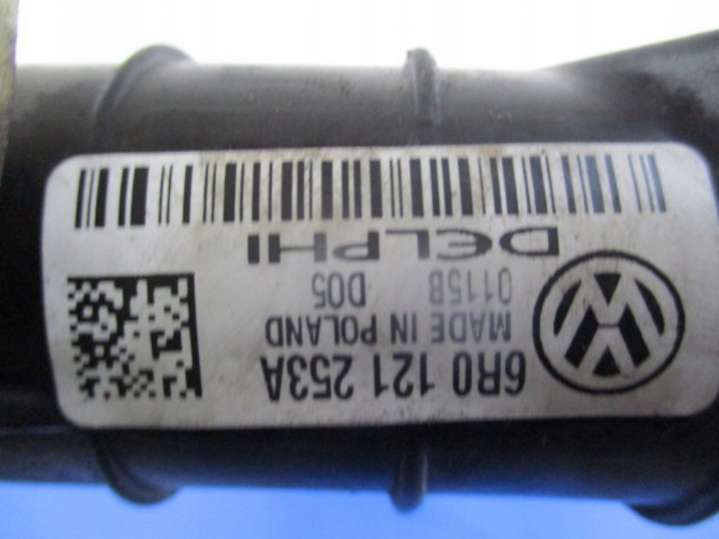 6R0 121 253A
MADE IN POLAND
D05
0115B
DELPHI